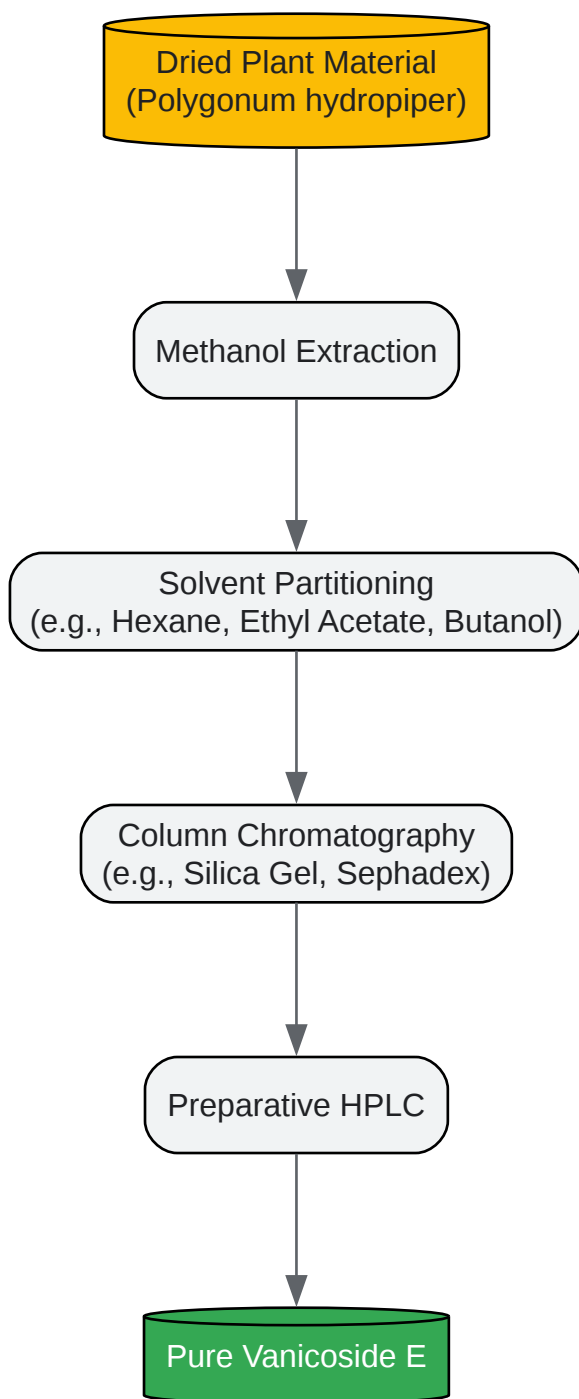 Dried Plant Material
(Polygonum hydropiper)
Methanol Extraction
Solvent Partitioning
(e.g., Hexane, Ethyl Acetate, Butanol)
Column Chromatography
(e.g., Silica Gel, Sephadex)
Preparative HPLC
Pure Vanicoside E